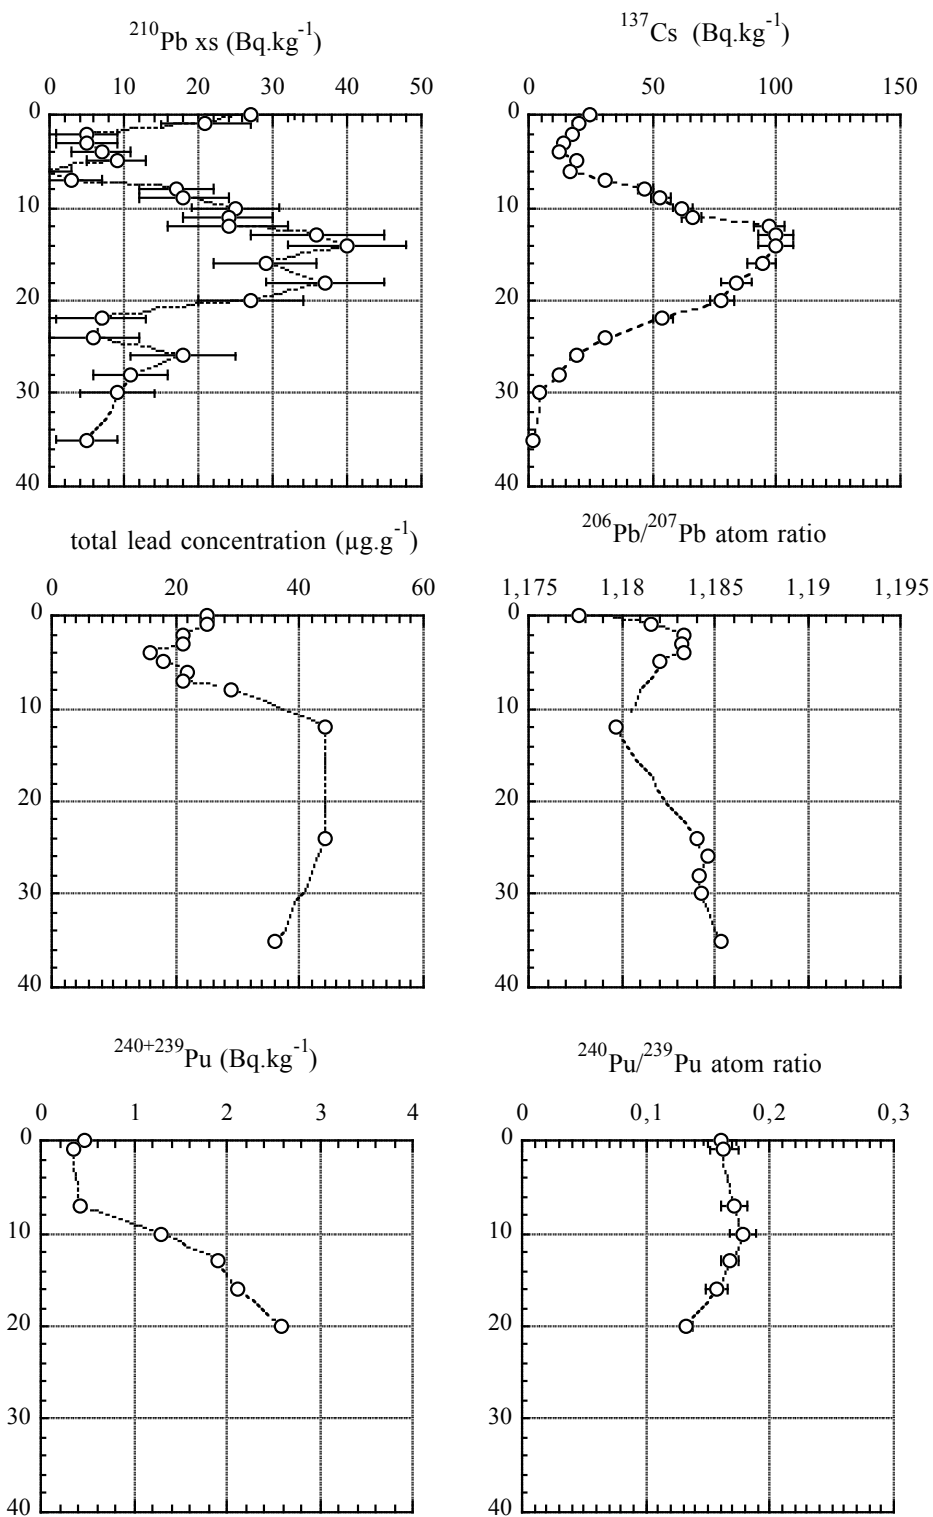 ²¹⁰Pb xs (Bq.kg⁻¹)
0 10 20 30 40 50
0
10
20
30
40
¹³⁷Cs (Bq.kg⁻¹)
0 50 100 150
0
10
20
30
40
total lead concentration (µg.g⁻¹)
0 20 40 60
0
10
20
30
40
²⁰⁶Pb/²⁰⁷Pb atom ratio
1,175 1,18 1,185 1,19 1,195
0
10
20
30
40
²⁴⁰⁺²³⁹Pu (Bq.kg⁻¹)
0 1 2 3 4
0
10
20
30
40
²⁴⁰Pu/²³⁹Pu atom ratio
0 0,1 0,2 0,3
0
10
20
30
40